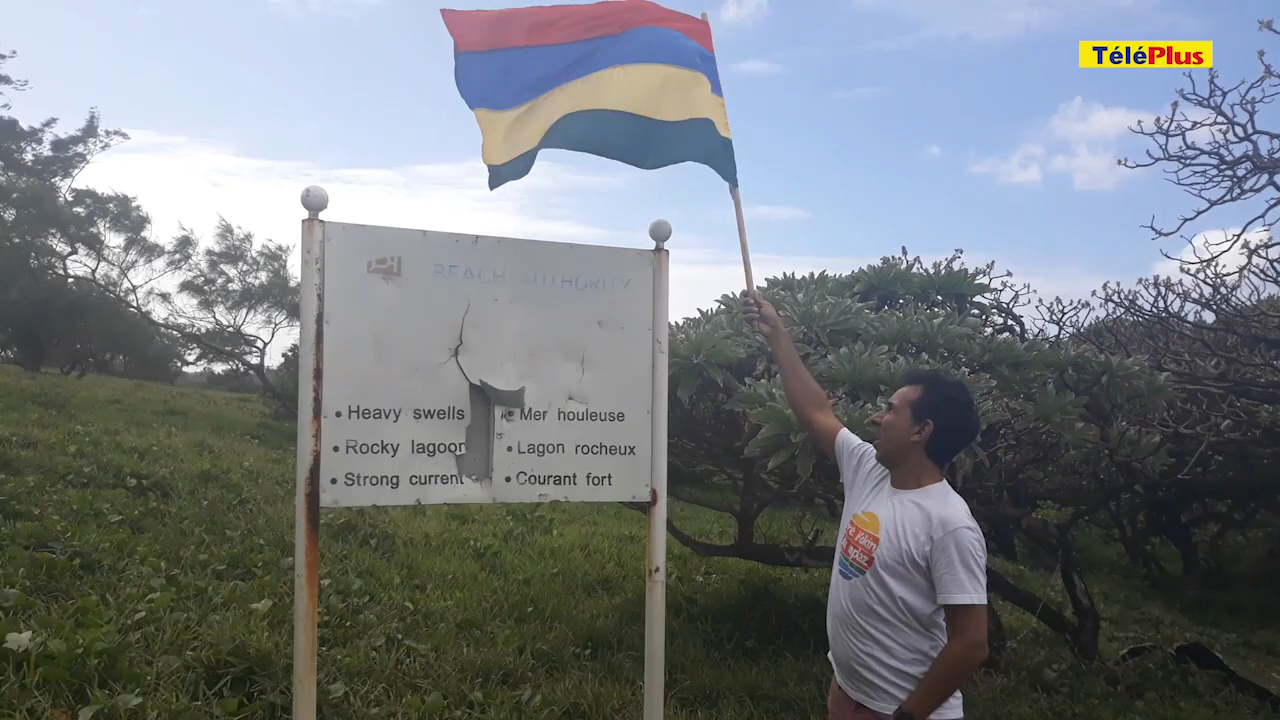 TéléPlus
BEACH AUTHORITY
• Heavy swells
• Rocky lagoon
• Strong current
• Mer houleuse
• Lagon rocheux
• Courant fort